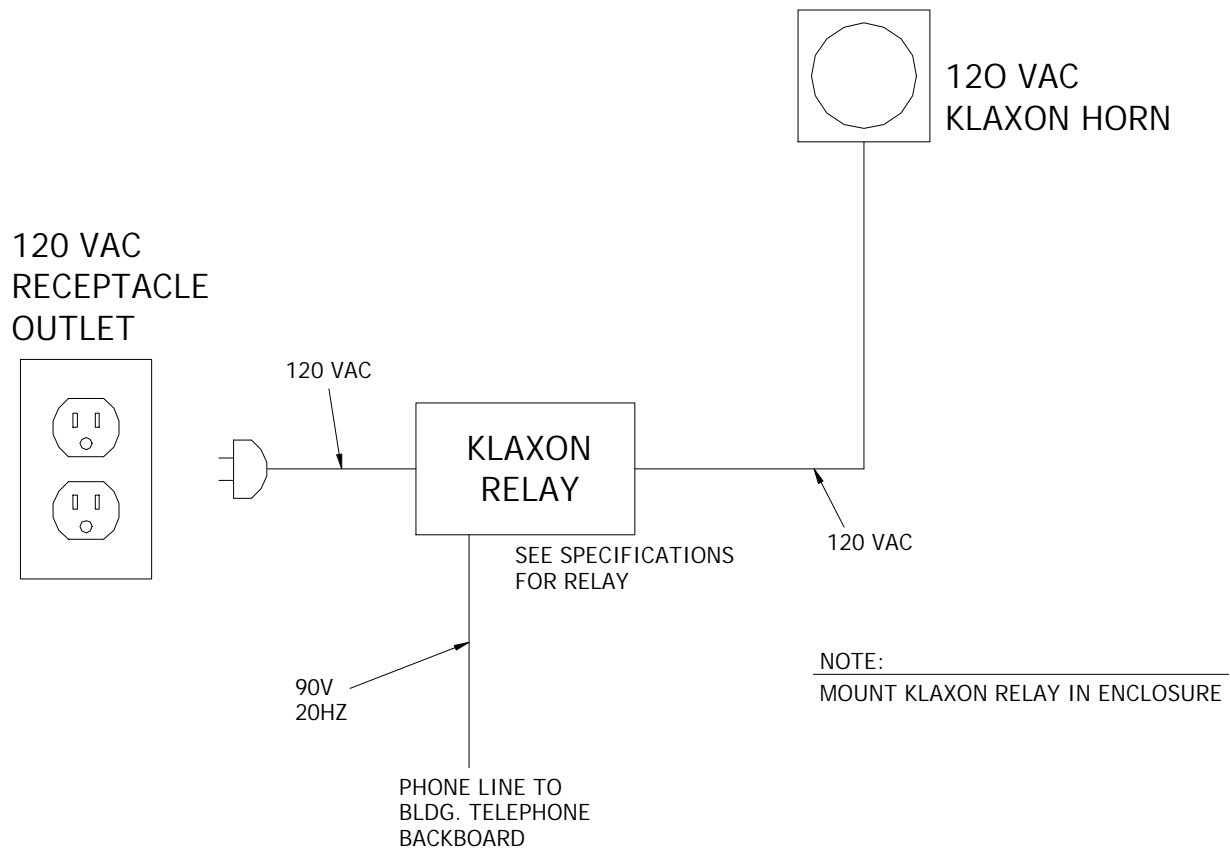 12O VAC
KLAXON HORN
120 VAC
RECEPTACLE
OUTLET
120 VAC
KLAXON
RELAY
SEE SPECIFICATIONS
FOR RELAY
120 VAC
90V
20HZ
NOTE:
MOUNT KLAXON RELAY IN ENCLOSURE
PHONE LINE TO
BLDG. TELEPHONE
BACKBOARD